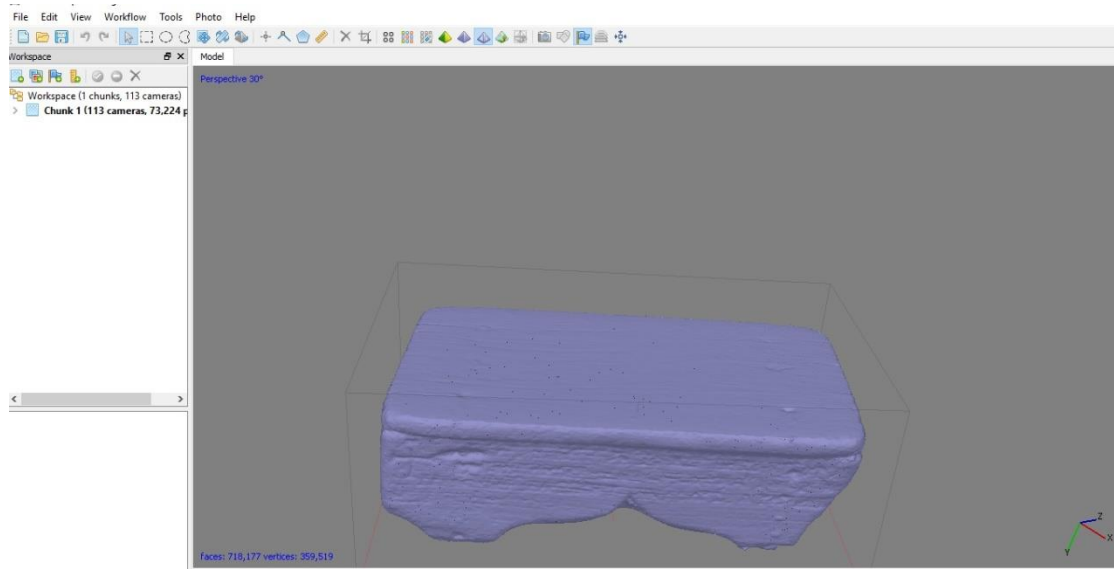 File Edit View Workflow Tools Photo Help
Workspace
Model
Perspective 30°
Workspace (1 chunks, 113 cameras)
Chunk 1 (113 cameras, 73,224 p
faces: 718,177 vertices: 359,519
Z
X
Y